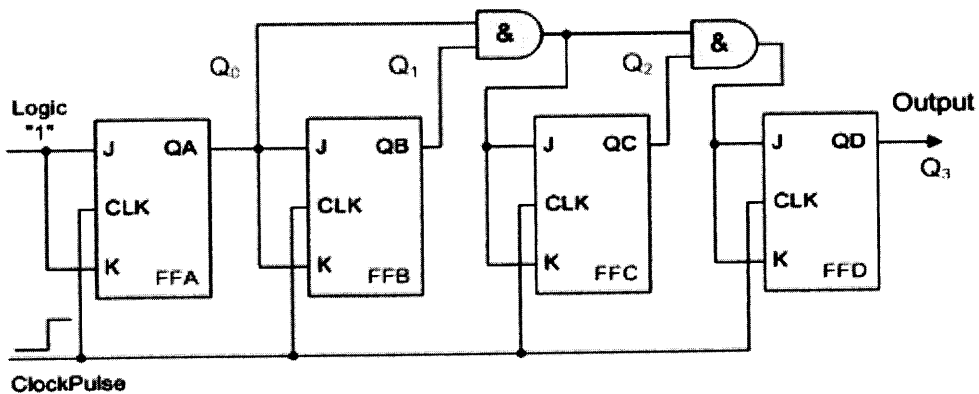 &
&
Q₀
Q₁
Q₂
Output
Logic
"1"
J
QA
J
QB
J
QC
J
QD
Q₃
CLK
CLK
CLK
CLK
K
FFA
K
FFB
K
FFC
K
FFD
ClockPulse